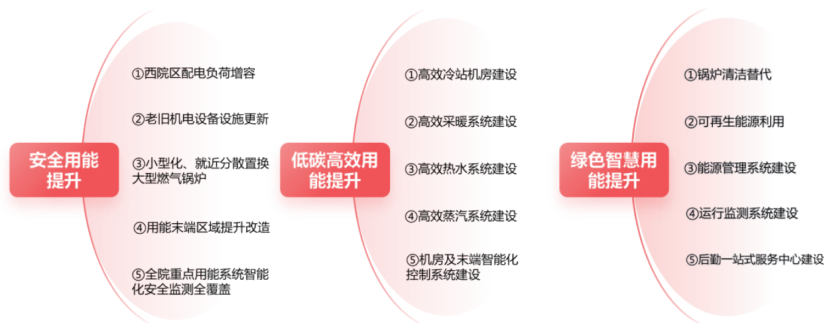 安全用能
提升
①西院区配电负荷增容
②老旧机电设备设施更新
③小型化、就近分散置换
大型燃气锅炉
④用能末端区域提升改造
⑤全院重点用能系统智能
化安全监测全覆盖
低碳高效用
能提升
①高效冷站机房建设
②高效采暖系统建设
③高效热水系统建设
④高效蒸汽系统建设
⑤机房及末端智能化
控制系统建设
绿色智慧用
能提升
①锅炉清洁替代
②可再生能源利用
③能源管理系统建设
④运行监测系统建设
⑤后勤一站式服务中心建设